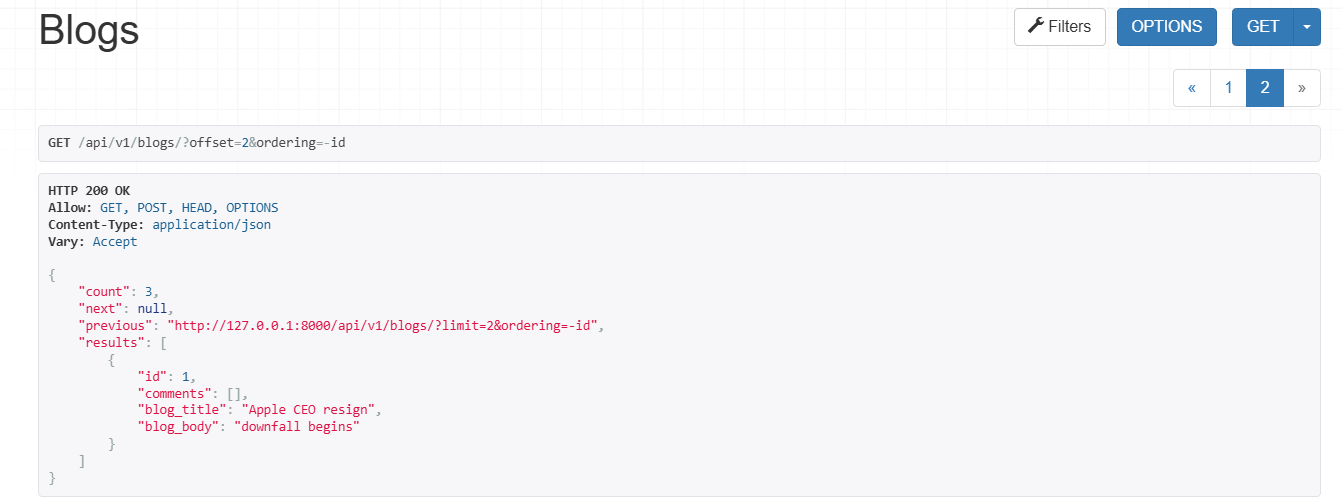 Blogs
Filters
OPTIONS
GET
« 1 2 »
GET /api/v1/blogs/?offset=2&ordering=-id
HTTP 200 OK
Allow: GET, POST, HEAD, OPTIONS
Content-Type: application/json
Vary: Accept
{
    "count": 3,
    "next": null,
    "previous": "http://127.0.0.1:8000/api/v1/blogs/?limit=2&ordering=-id",
    "results": [
        {
            "id": 1,
            "comments": [],
            "blog_title": "Apple CEO resign",
            "blog_body": "downfall begins"
        }
    ]
}